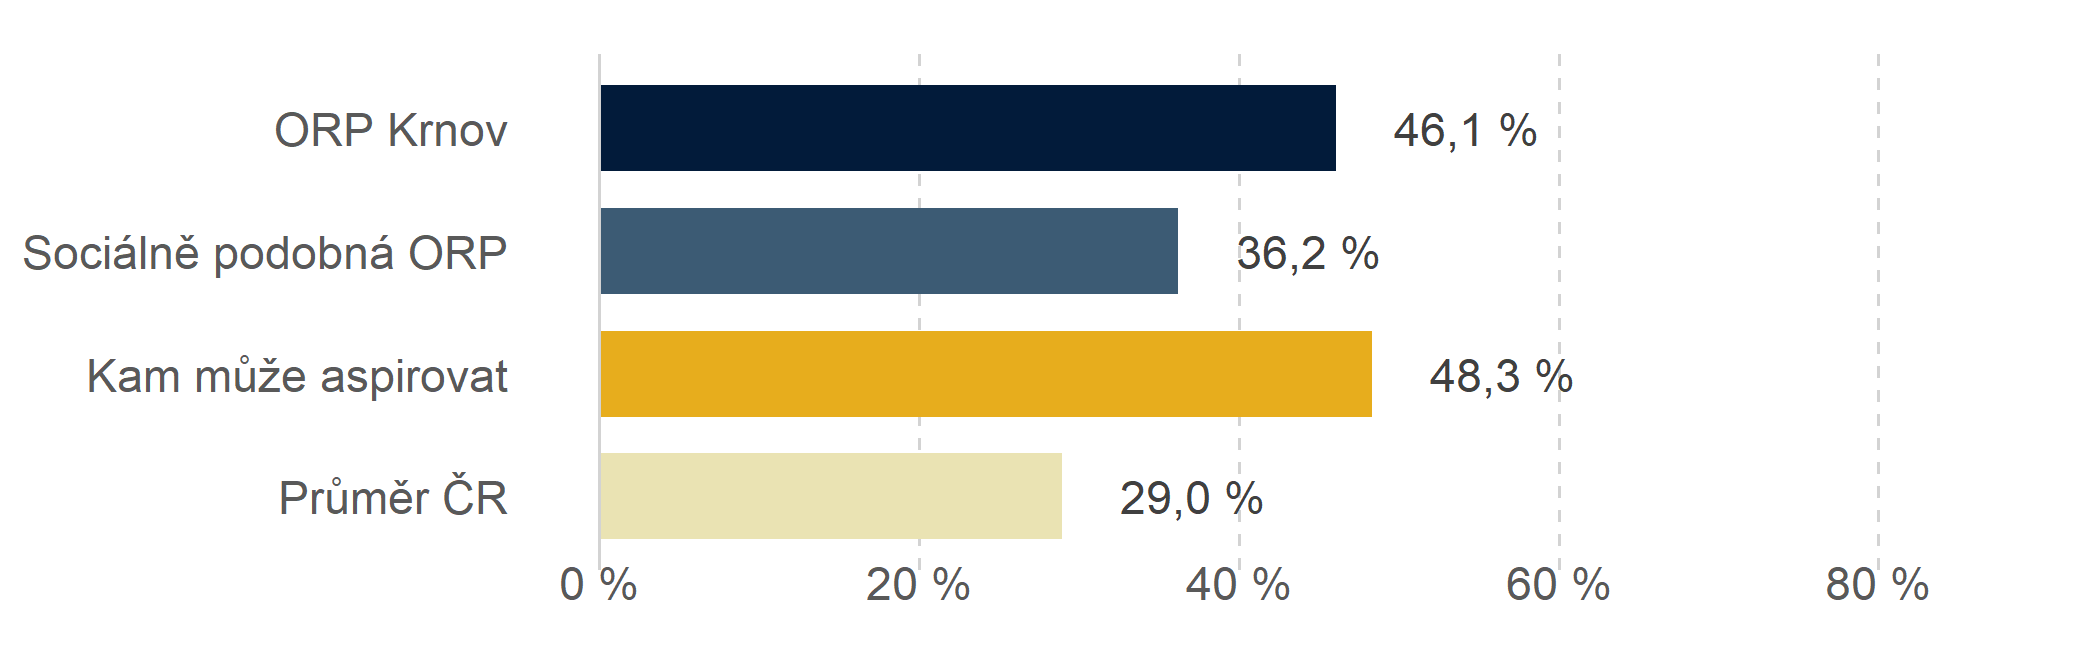 ORP Krnov
46,1 %
Sociálně podobná ORP
36,2 %
Kam může aspirovat
48,3 %
Průměr ČR
29,0 %
0 %
20 %
40 %
60 %
80 %